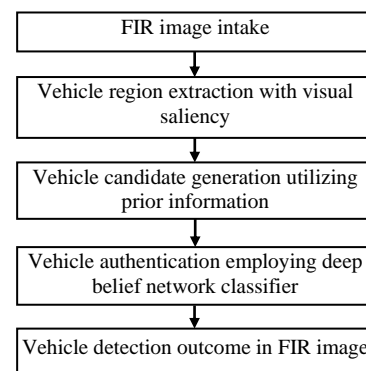 FIR image intake
Vehicle region extraction with visual
saliency
Vehicle candidate generation utilizing
prior information
Vehicle authentication employing deep
belief network classifier
Vehicle detection outcome in FIR image